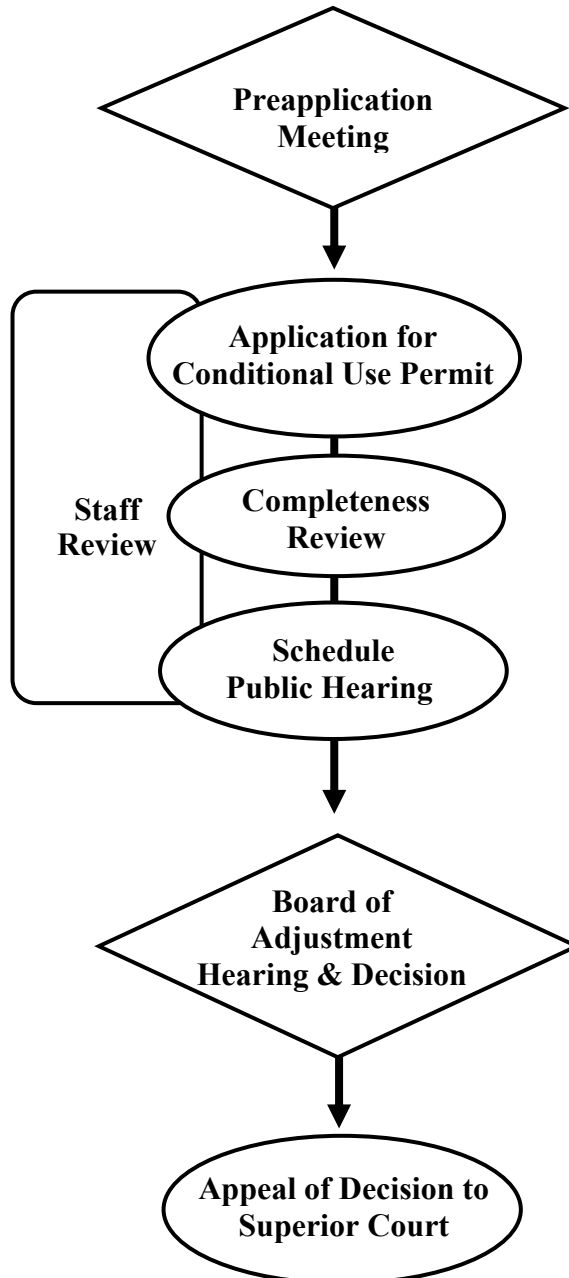 Preapplication
Meeting
Application for
Conditional Use Permit
Staff
Review
Completeness
Review
Schedule
Public Hearing
Board of
Adjustment
Hearing & Decision
Appeal of Decision to
Superior Court